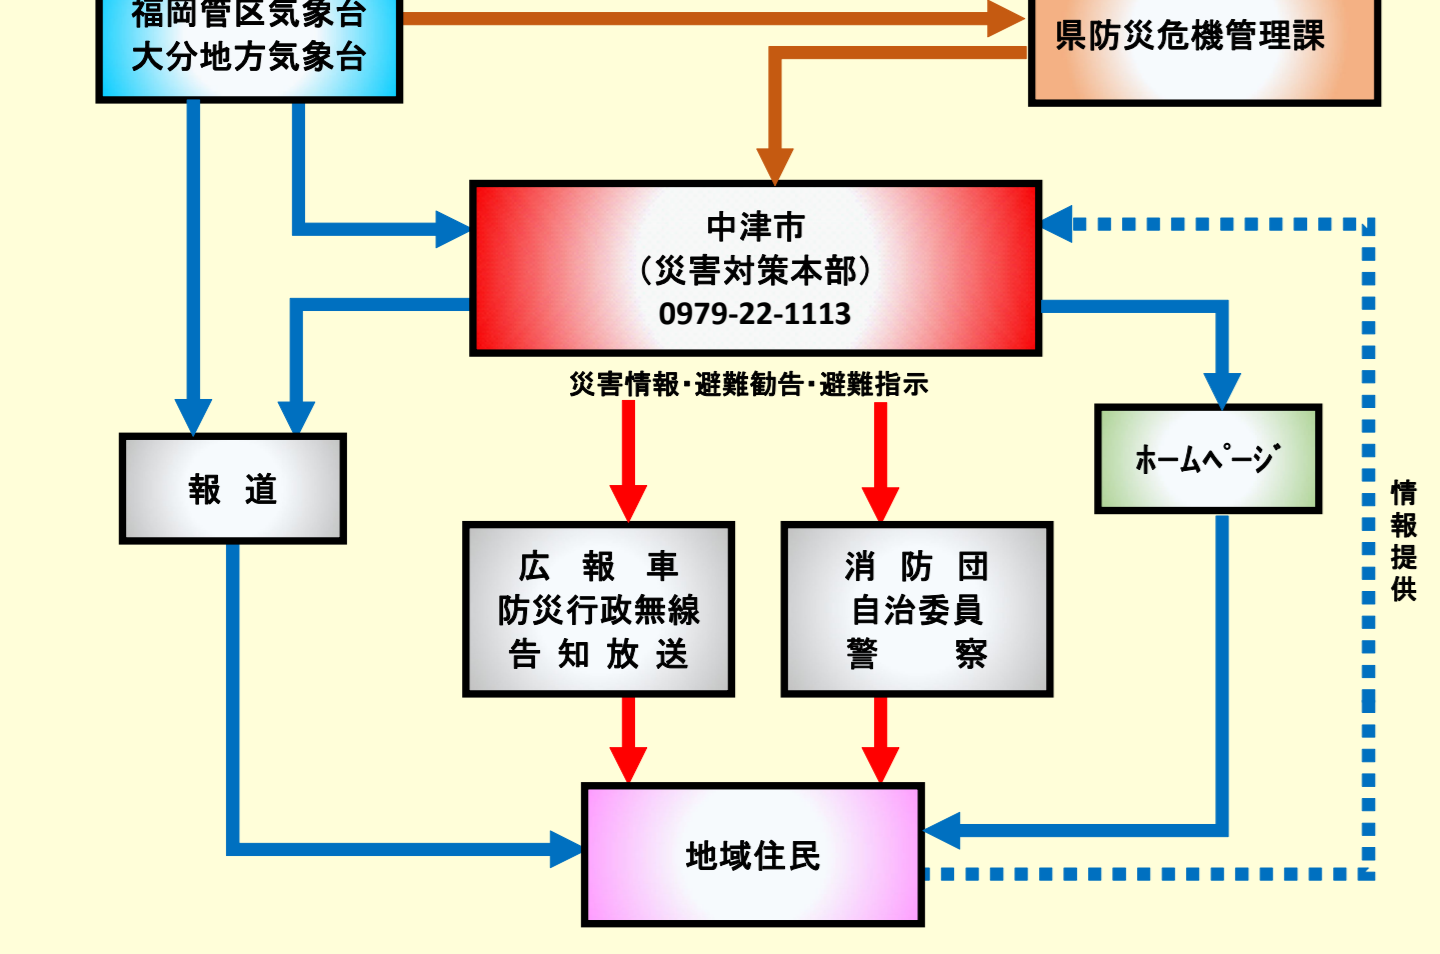 福岡管区気象台
大分地方気象台
県防災危機管理課
中津市
（災害対策本部）
0979-22-1113
災害情報・避難勧告・避難指示
報 道
ﾎｰﾑﾍﾟｰｼﾞ
情報提供
広 報 車
防災行政無線
告 知 放 送
消 防 団
自治委員
警 察
地域住民